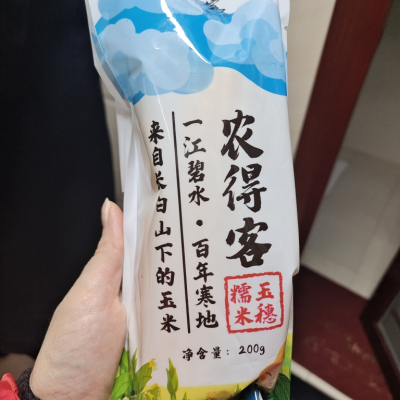 农得客
一江碧水·百年寒地
来自长白山下的玉米
玉穗
糯米
净含量：200g